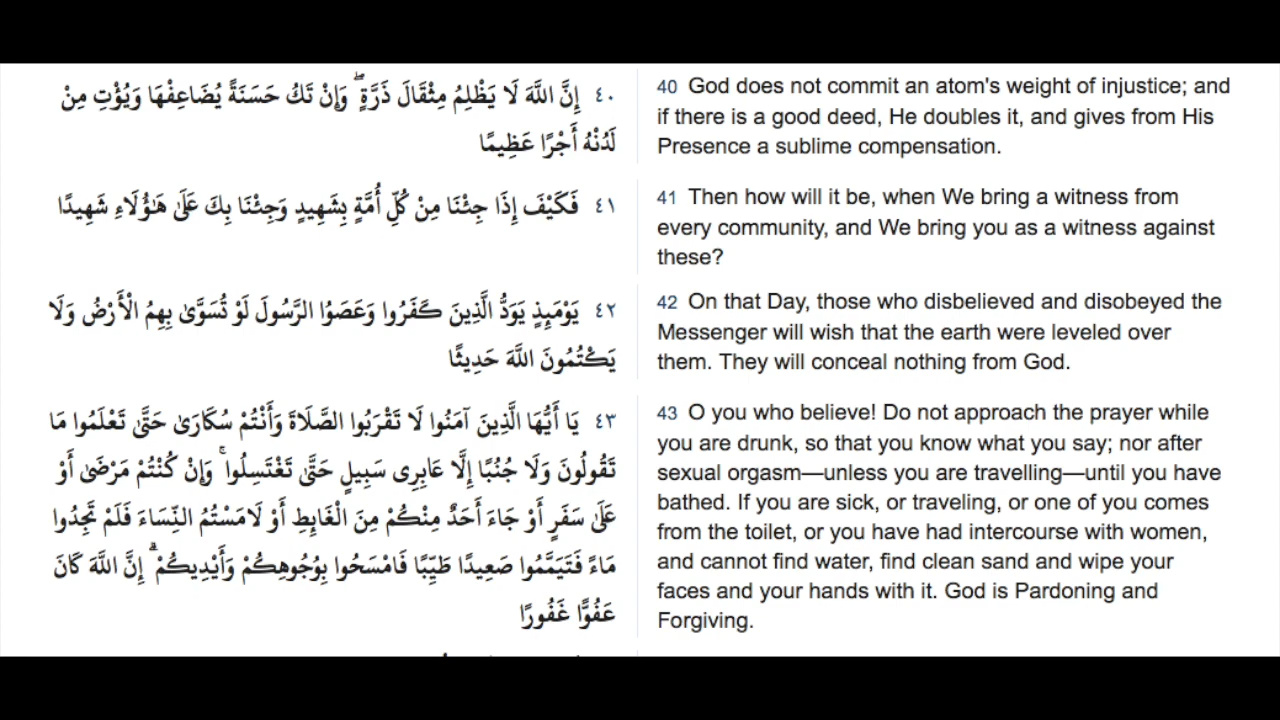 ٤٠ إِنَّ اللَّهَ لَا يَظْلِمُ مِثْقَالَ ذَرَّةٍ ۖ وَإِنْ تَكُ حَسَنَةً يُضَاعِفْهَا وَيُؤْتِ مِنْ
لَدُنْهُ أَجْرًا عَظِيمًا
40 God does not commit an atom's weight of injustice; and
if there is a good deed, He doubles it, and gives from His
Presence a sublime compensation.
٤١ فَكَيْفَ إِذَا جِئْنَا مِنْ كُلِّ أُمَّةٍ بِشَهِيدٍ وَجِئْنَا بِكَ عَلَىٰ هَٰؤُلَاءِ شَهِيدًا
41 Then how will it be, when We bring a witness from
every community, and We bring you as a witness against
these?
٤٢ يَوْمَئِذٍ يَوَدُّ الَّذِينَ كَفَرُوا وَعَصَوُا الرَّسُولَ لَوْ تُسَوَّىٰ بِهِمُ الْأَرْضُ وَلَا
يَكْتُمُونَ اللَّهَ حَدِيثًا
42 On that Day, those who disbelieved and disobeyed the
Messenger will wish that the earth were leveled over
them. They will conceal nothing from God.
٤٣ يَا أَيُّهَا الَّذِينَ آمَنُوا لَا تَقْرَبُوا الصَّلَاةَ وَأَنْتُمْ سُكَارَىٰ حَتَّىٰ تَعْلَمُوا مَا
تَقُولُونَ وَلَا جُنُبًا إِلَّا عَابِرِي سَبِيلٍ حَتَّىٰ تَغْتَسِلُوا ۚ وَإِنْ كُنْتُمْ مَرْضَىٰ أَوْ
عَلَىٰ سَفَرٍ أَوْ جَاءَ أَحَدٌ مِنْكُمْ مِنَ الْغَائِطِ أَوْ لَامَسْتُمُ النِّسَاءَ فَلَمْ تَجِدُوا
مَاءً فَتَيَمَّمُوا صَعِيدًا طَيِّبًا فَامْسَحُوا بِوُجُوهِكُمْ وَأَيْدِيكُمْ ۗ إِنَّ اللَّهَ كَانَ
عَفُوًّا غَفُورًا
43 O you who believe! Do not approach the prayer while
you are drunk, so that you know what you say; nor after
sexual orgasm—unless you are travelling—until you have
bathed. If you are sick, or traveling, or one of you comes
from the toilet, or you have had intercourse with women,
and cannot find water, find clean sand and wipe your
faces and your hands with it. God is Pardoning and
Forgiving.